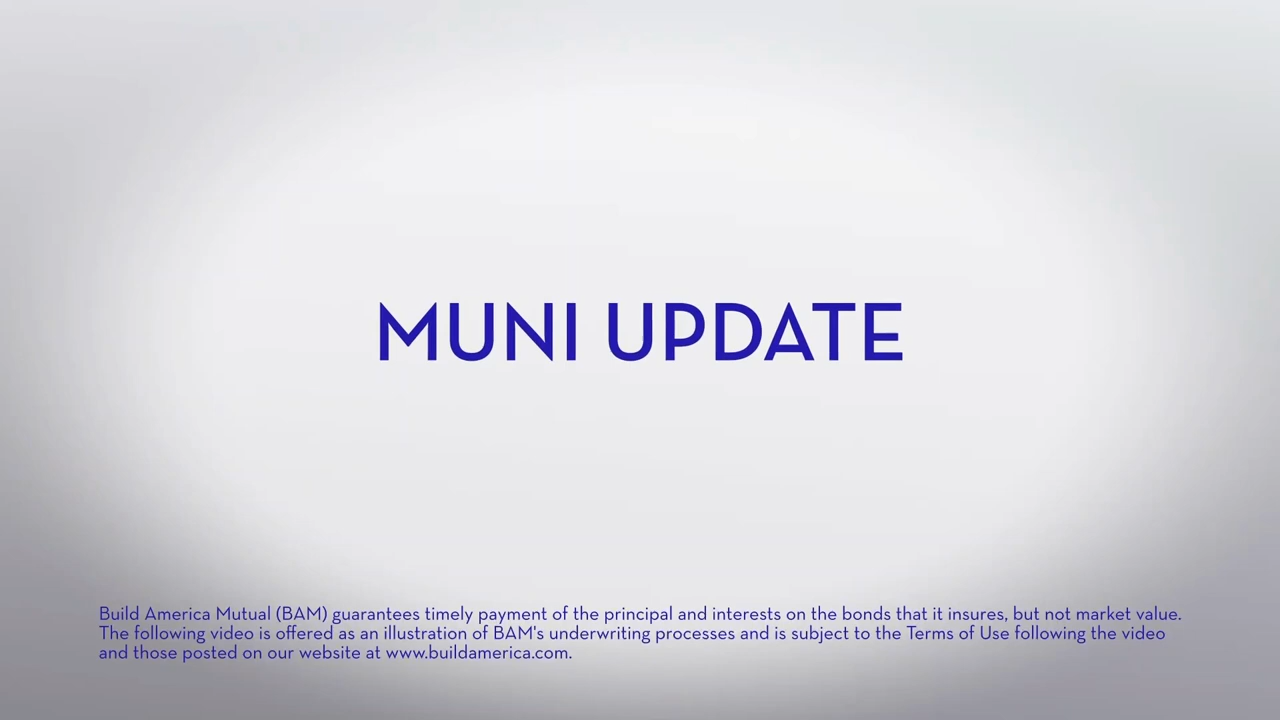 MUNI UPDATE
Build America Mutual (BAM) guarantees timely payment of the principal and interests on the bonds that it insures, but not market value.
The following video is offered as an illustration of BAM's underwriting processes and is subject to the Terms of Use following the video
and those posted on our website at www.buildamerica.com.